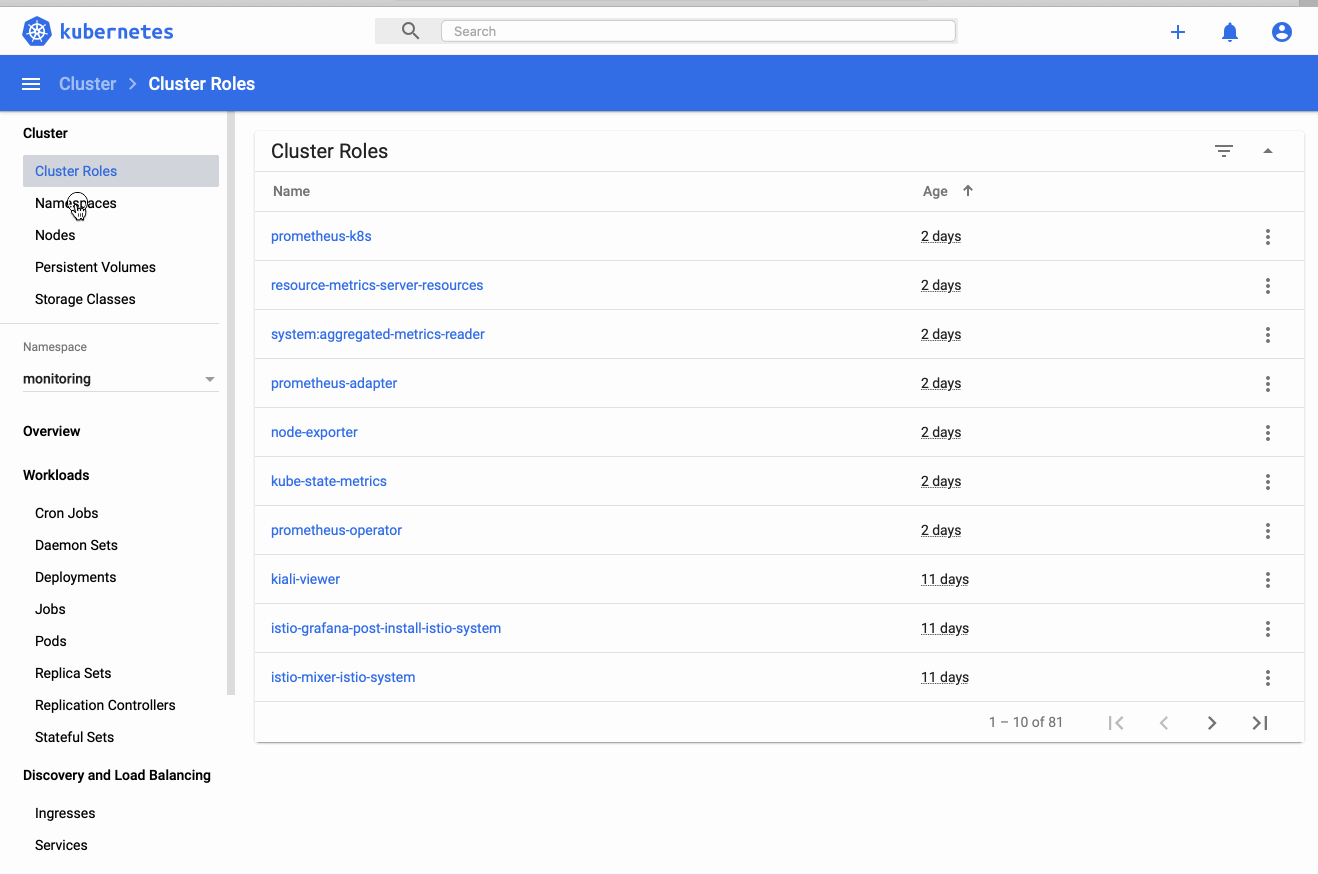 kubernetes
Search
Cluster Cluster Roles
Cluster
Cluster Roles
Namespaces
Nodes
Persistent Volumes
Storage Classes
Namespace
monitoring
Overview
Workloads
Cron Jobs
Daemon Sets
Deployments
Jobs
Pods
Replica Sets
Replication Controllers
Stateful Sets
Discovery and Load Balancing
Ingresses
Services
Cluster Roles
Name Age
prometheus-k8s 2 days
resource-metrics-server-resources 2 days
system:aggregated-metrics-reader 2 days
prometheus-adapter 2 days
node-exporter 2 days
kube-state-metrics 2 days
prometheus-operator 2 days
kiali-viewer 11 days
istio-grafana-post-install-istio-system 11 days
istio-mixer-istio-system 11 days
1 – 10 of 81